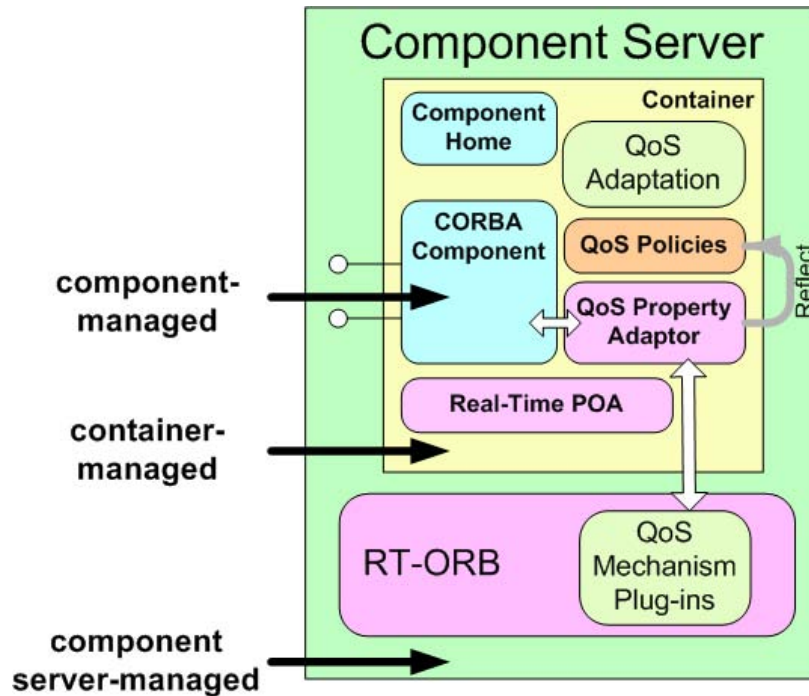 Component Server
Container
Component
Home
QoS
Adaptation
CORBA
Component
QoS Policies
Reflect
QoS Property
Adaptor
Real-Time POA
RT-ORB
QoS
Mechanism
Plug-ins
component-
managed
container-
managed
component
server-managed